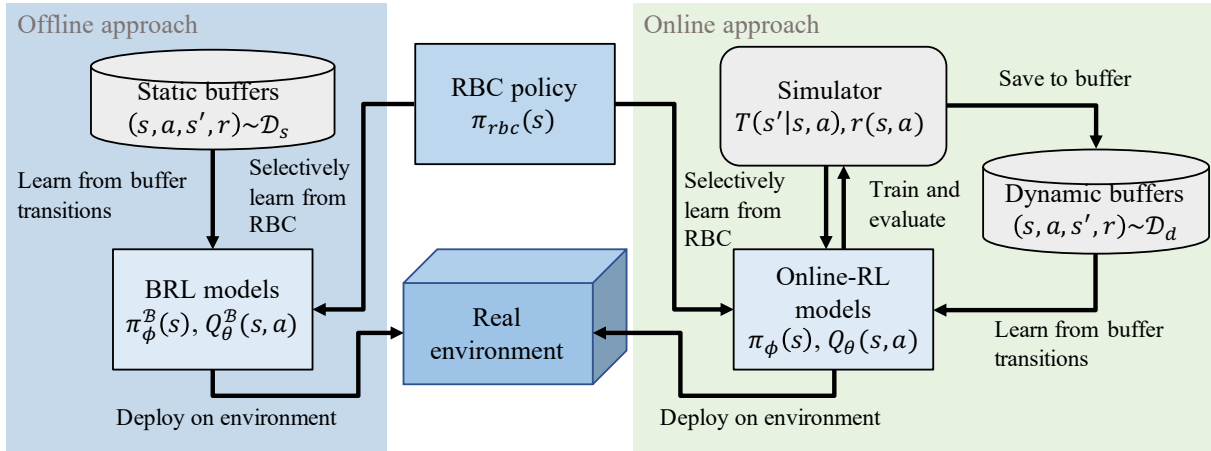 Offline approach
Static buffers
(s, a, s′, r)~𝒟ₛ
Learn from buffer
transitions
Selectively
learn from
RBC
BRL models
π_ϕ^ℬ(s), Q_θ^ℬ(s, a)
Deploy on environment
RBC policy
π_rbc(s)
Real
environment
Online approach
Simulator
T(s′|s, a), r(s, a)
Save to buffer
Selectively
learn from
RBC
Train and
evaluate
Dynamic buffers
(s, a, s′, r)~𝒟_d
Online-RL
models
π_ϕ(s), Q_θ(s, a)
Learn from buffer
transitions
Deploy on environment